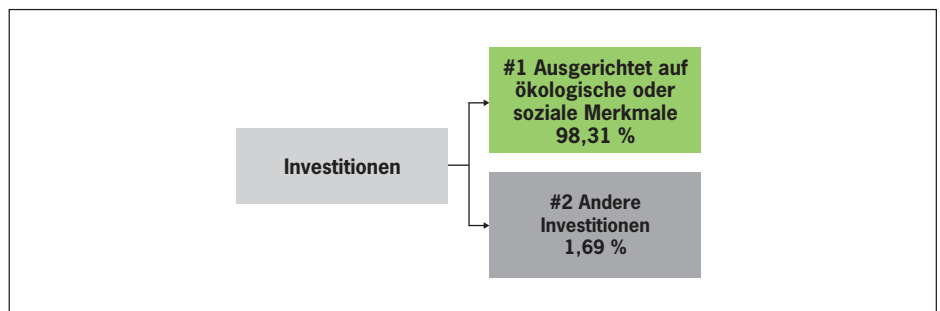 #1 Ausgerichtet auf
ökologische oder
soziale Merkmale
98,31 %
Investitionen
#2 Andere
Investitionen
1,69 %